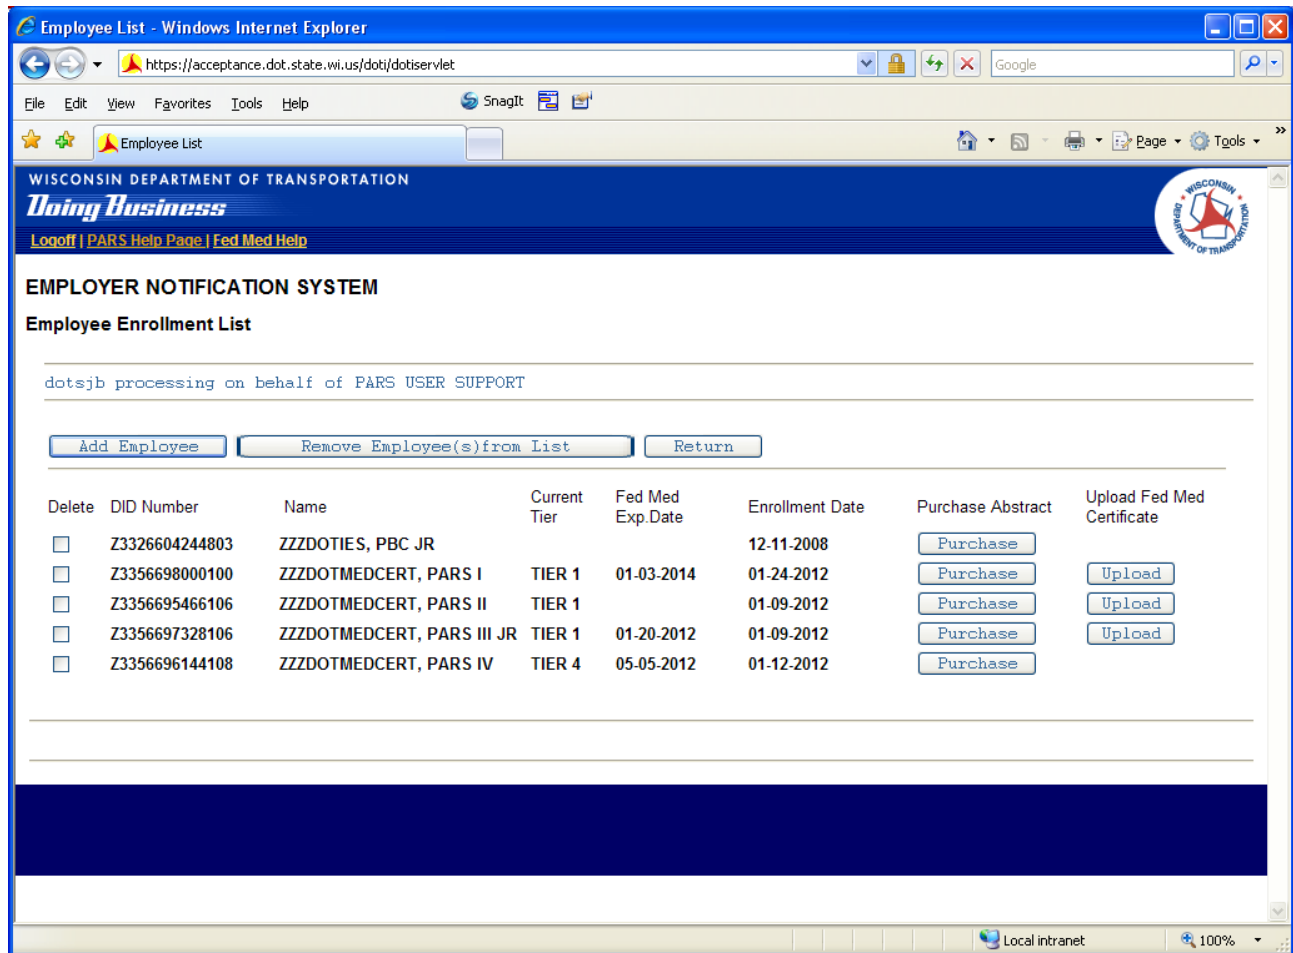 Employee List - Windows Internet Explorer
https://acceptance.dot.state.wi.us/doti/dotiservlet
Google
File Edit View Favorites Tools Help SnagIt
Employee List Page Tools »
WISCONSIN DEPARTMENT OF TRANSPORTATION
Doing Business
Logoff | PARS Help Page | Fed Med Help
WISCONSIN DEPARTMENT OF TRANSPORTATION
EMPLOYER NOTIFICATION SYSTEM
Employee Enrollment List
dotsjb processing on behalf of PARS USER SUPPORT
Add Employee Remove Employee(s)from List Return
Delete DID Number Name Current Tier Fed Med Exp.Date Enrollment Date Purchase Abstract Upload Fed Med Certificate
Z3326604244803 ZZZDOTIES, PBC JR 12-11-2008 Purchase
Z3356698000100 ZZZDOTMEDCERT, PARS I TIER 1 01-03-2014 01-24-2012 Purchase Upload
Z3356695466106 ZZZDOTMEDCERT, PARS II TIER 1 01-09-2012 Purchase Upload
Z3356697328106 ZZZDOTMEDCERT, PARS III JR TIER 1 01-20-2012 01-09-2012 Purchase Upload
Z3356696144108 ZZZDOTMEDCERT, PARS IV TIER 4 05-05-2012 01-12-2012 Purchase
Local intranet 100%